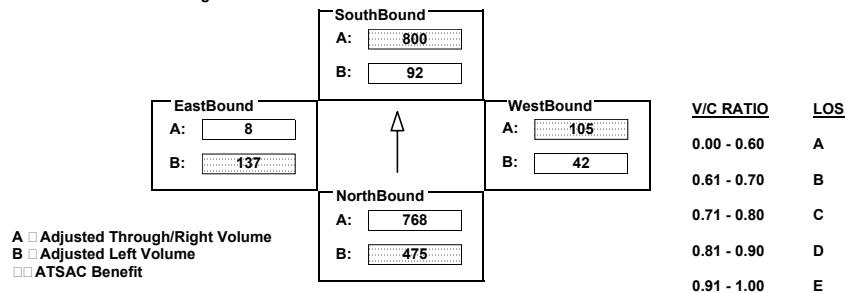 SouthBound
A: 800
B: 92
EastBound
A: 8
B: 137
WestBound
A: 105
B: 42
NorthBound
A: 768
B: 475
A □ Adjusted Through/Right Volume
B □ Adjusted Left Volume
□□ ATSAC Benefit
V/C RATIO LOS
0.00 - 0.60 A
0.61 - 0.70 B
0.71 - 0.80 C
0.81 - 0.90 D
0.91 - 1.00 E